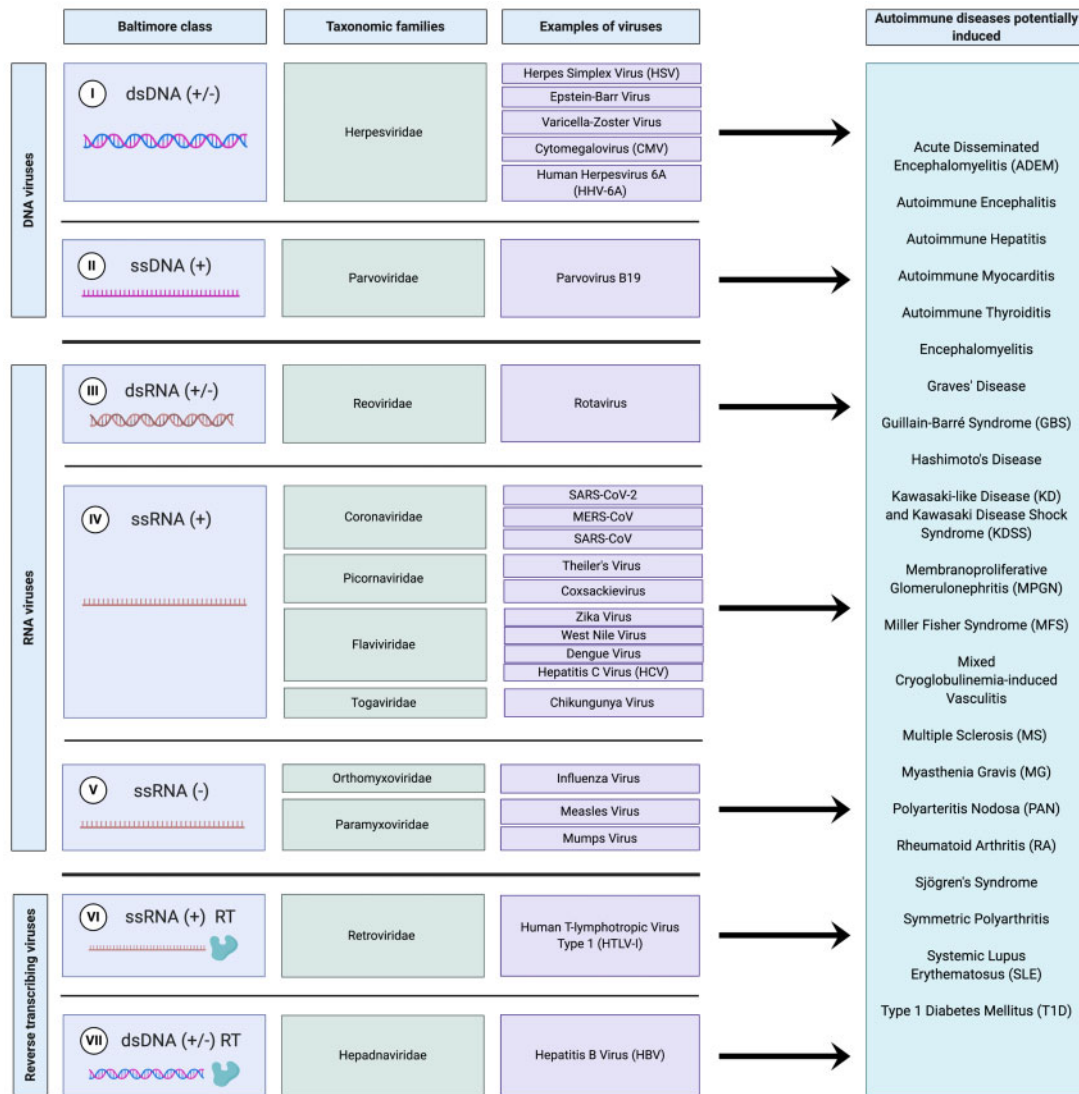 Baltimore class
Taxonomic families
Examples of viruses
Autoimmune diseases potentially
induced
DNA viruses
I
dsDNA (+/-)
Herpesviridae
Herpes Simplex Virus (HSV)
Epstein-Barr Virus
Varicella-Zoster Virus
Cytomegalovirus (CMV)
Human Herpesvirus 6A
(HHV-6A)
II
ssDNA (+)
Parvoviridae
Parvovirus B19
RNA viruses
III
dsRNA (+/-)
Reoviridae
Rotavirus
IV
ssRNA (+)
Coronaviridae
SARS-CoV-2
MERS-CoV
SARS-CoV
Picornaviridae
Theiler's Virus
Coxsackievirus
Flaviviridae
Zika Virus
West Nile Virus
Dengue Virus
Hepatitis C Virus (HCV)
Togaviridae
Chikungunya Virus
V
ssRNA (-)
Orthomyxoviridae
Influenza Virus
Paramyxoviridae
Measles Virus
Mumps Virus
Reverse transcribing viruses
VI
ssRNA (+) RT
Retroviridae
Human T-lymphotropic Virus
Type 1 (HTLV-I)
VII
dsDNA (+/-) RT
Hepadnaviridae
Hepatitis B Virus (HBV)
Acute Disseminated
Encephalomyelitis (ADEM)
Autoimmune Encephalitis
Autoimmune Hepatitis
Autoimmune Myocarditis
Autoimmune Thyroiditis
Encephalomyelitis
Graves' Disease
Guillain-Barré Syndrome (GBS)
Hashimoto's Disease
Kawasaki-like Disease (KD)
and Kawasaki Disease Shock
Syndrome (KDSS)
Membranoproliferative
Glomerulonephritis (MPGN)
Miller Fisher Syndrome (MFS)
Mixed
Cryoglobulinemia-induced
Vasculitis
Multiple Sclerosis (MS)
Myasthenia Gravis (MG)
Polyarteritis Nodosa (PAN)
Rheumatoid Arthritis (RA)
Sjögren's Syndrome
Symmetric Polyarthritis
Systemic Lupus
Erythematosus (SLE)
Type 1 Diabetes Mellitus (T1D)